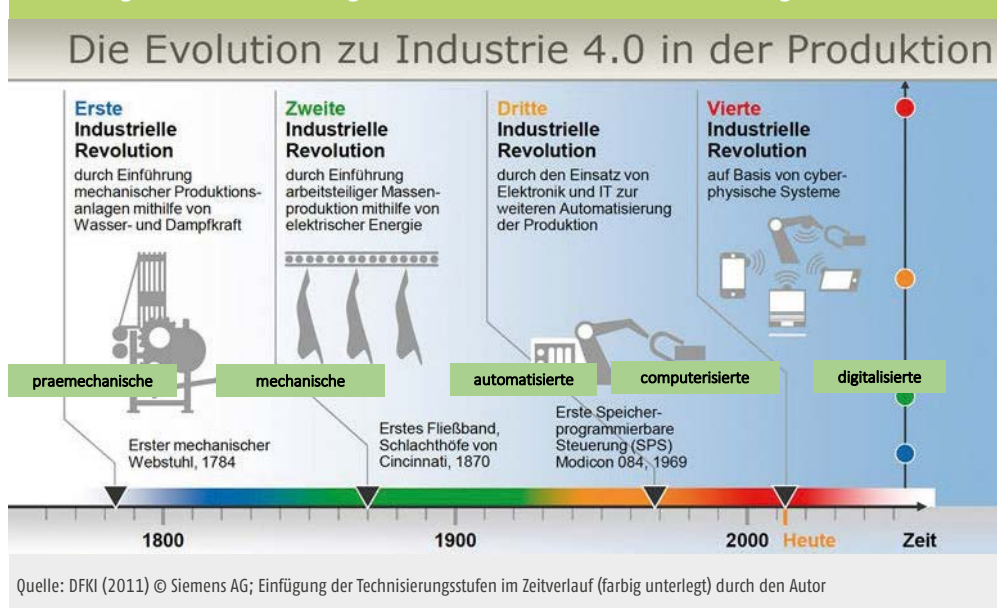 Die Evolution zu Industrie 4.0 in der Produktion
Erste
Industrielle
Revolution
durch Einführung
mechanischer Produktions-
anlagen mithilfe von
Wasser- und Dampfkraft
Zweite
Industrielle
Revolution
durch Einführung
arbeitsteiliger Massen-
produktion mithilfe von
elektrischer Energie
Dritte
Industrielle
Revolution
durch den Einsatz von
Elektronik und IT zur
weiteren Automatisierung
der Produktion
Vierte
Industrielle
Revolution
auf Basis von cyber-
physische Systeme
praemechanische
mechanische
automatisierte
computerisierte
digitalisierte
Erster mechanischer
Webstuhl, 1784
Erstes Fließband,
Schlachthöfe von
Cincinnati, 1870
Erste Speicher-
programmierbare
Steuerung (SPS)
Modicon 084, 1969
1800
1900
2000
Heute
Zeit
Quelle: DFKI (2011) © Siemens AG; Einfügung der Technisierungsstufen im Zeitverlauf (farbig unterlegt) durch den Autor